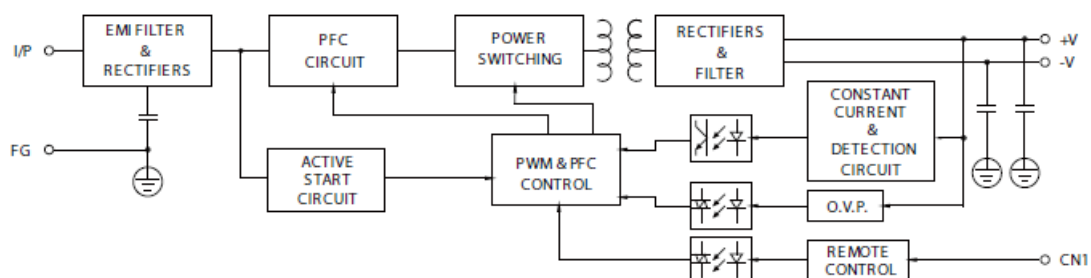 I/P
EMI FILTER
&
RECTIFIERS
PFC
CIRCUIT
POWER
SWITCHING
RECTIFIERS
&
FILTER
+V
-V
CONSTANT
CURRENT
&
DETECTION
CIRCUIT
FG
ACTIVE
START
CIRCUIT
PWM & PFC
CONTROL
O.V.P.
REMOTE
CONTROL
CN1